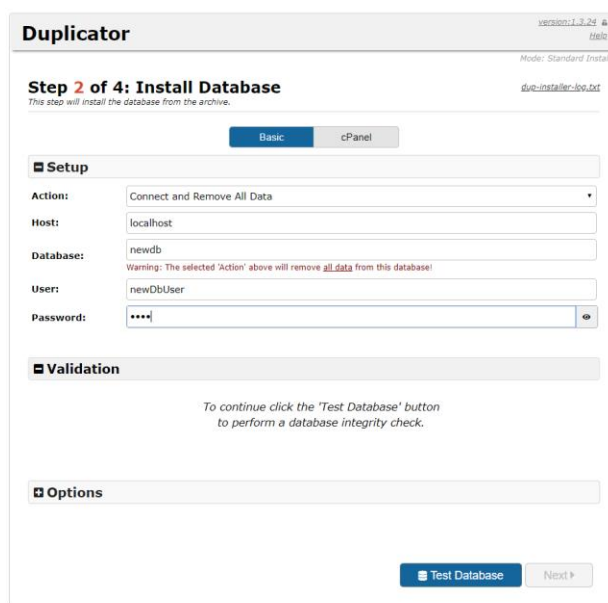 Duplicator
version:1.3.24
Help
Mode: Standard Instal
Step 2 of 4: Install Database
dup-installer-log.txt
This step will install the database from the archive.
Basic
cPanel
Setup
Action:
Connect and Remove All Data
Host:
localhost
Database:
newdb
Warning: The selected 'Action' above will remove all data from this database!
User:
newDbUser
Password:
••••
Validation
To continue click the 'Test Database' button
to perform a database integrity check.
Options
Test Database
Next